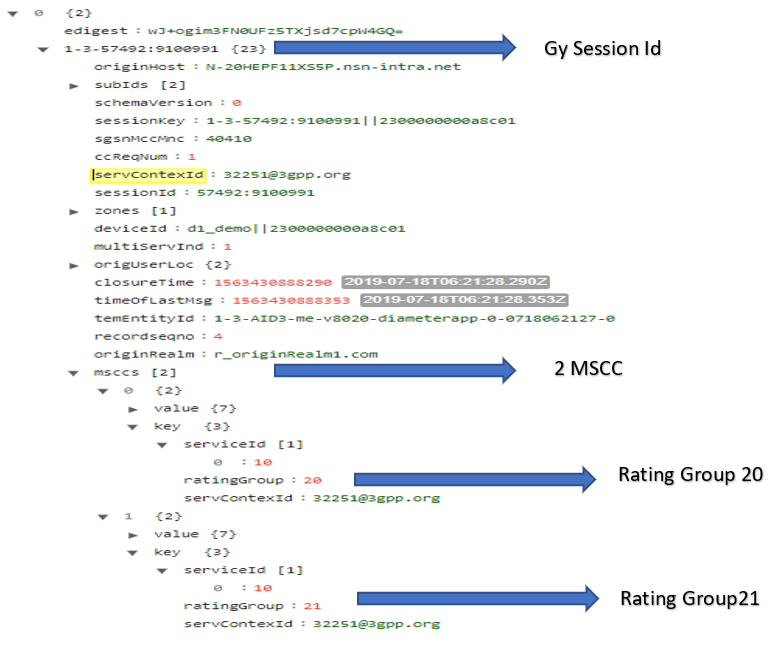 0 {2}
edigest : wJ+ogim3FN0UFz5TXjsd7cpW4GQ=
1-3-57492:9100991 {23} Gy Session Id
originHost : N-20HEPF11XS5P.nsn-intra.net
subIds [2]
schemaVersion : 0
sessionKey : 1-3-57492:9100991||2300000000a8c01
sgsnMccMnc : 40410
ccReqNum : 1
servContexId : 32251@3gpp.org
sessionId : 57492:9100991
zones [1]
deviceId : d1_demo||2300000000a8c01
multiServInd : 1
origUserLoc {2}
closureTime : 1563430888290 2019-07-18T06:21:28.290Z
timeOfLastMsg : 1563430888353 2019-07-18T06:21:28.353Z
temEntityId : 1-3-AID3-me-v8020-diameterapp-0-0718062127-0
recordseqno : 4
originRealm : r_originRealm1.com
msccs [2] 2 MSCC
0 {2}
value {7}
key {3}
serviceId [1]
0 : 10
ratingGroup : 20 Rating Group 20
servContexId : 32251@3gpp.org
1 {2}
value {7}
key {3}
serviceId [1]
0 : 10
ratingGroup : 21 Rating Group21
servContexId : 32251@3gpp.org